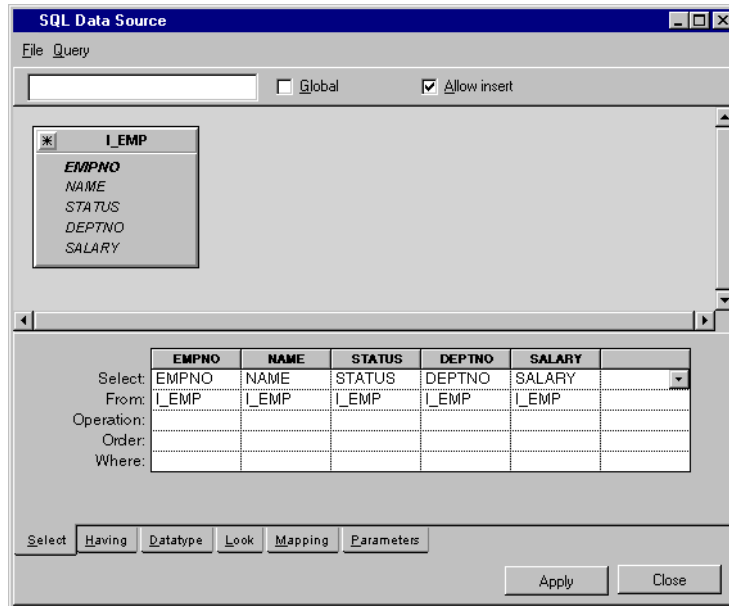 SQL Data Source
File Query
Global Allow insert
I_EMP
EMPNO
NAME
STATUS
DEPTNO
SALARY
EMPNO NAME STATUS DEPTNO SALARY
Select: EMPNO NAME STATUS DEPTNO SALARY
From: I_EMP I_EMP I_EMP I_EMP I_EMP
Operation:
Order:
Where:
Select Having Datatype Look Mapping Parameters
Apply Close